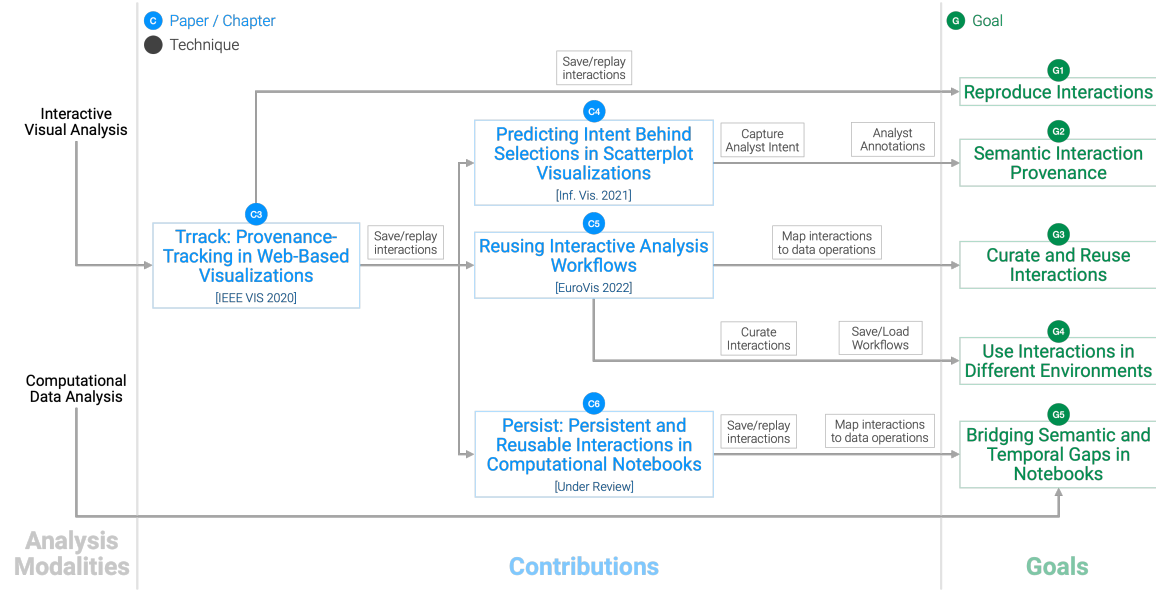 C Paper / Chapter
Technique
G Goal
Interactive
Visual Analysis
Computational
Data Analysis
Save/replay
interactions
C3
Trrack: Provenance-
Tracking in Web-Based
Visualizations
[IEEE VIS 2020]
Save/replay
interactions
C4
Predicting Intent Behind
Selections in Scatterplot
Visualizations
[Inf. Vis. 2021]
Capture
Analyst Intent
Analyst
Annotations
C5
Reusing Interactive Analysis
Workflows
[EuroVis 2022]
Map interactions
to data operations
Curate
Interactions
Save/Load
Workflows
C6
Persist: Persistent and
Reusable Interactions in
Computational Notebooks
[Under Review]
Save/replay
interactions
Map interactions
to data operations
G1
Reproduce Interactions
G2
Semantic Interaction
Provenance
G3
Curate and Reuse
Interactions
G4
Use Interactions in
Different Environments
G5
Bridging Semantic and
Temporal Gaps in
Notebooks
Analysis
Modalities
Contributions
Goals